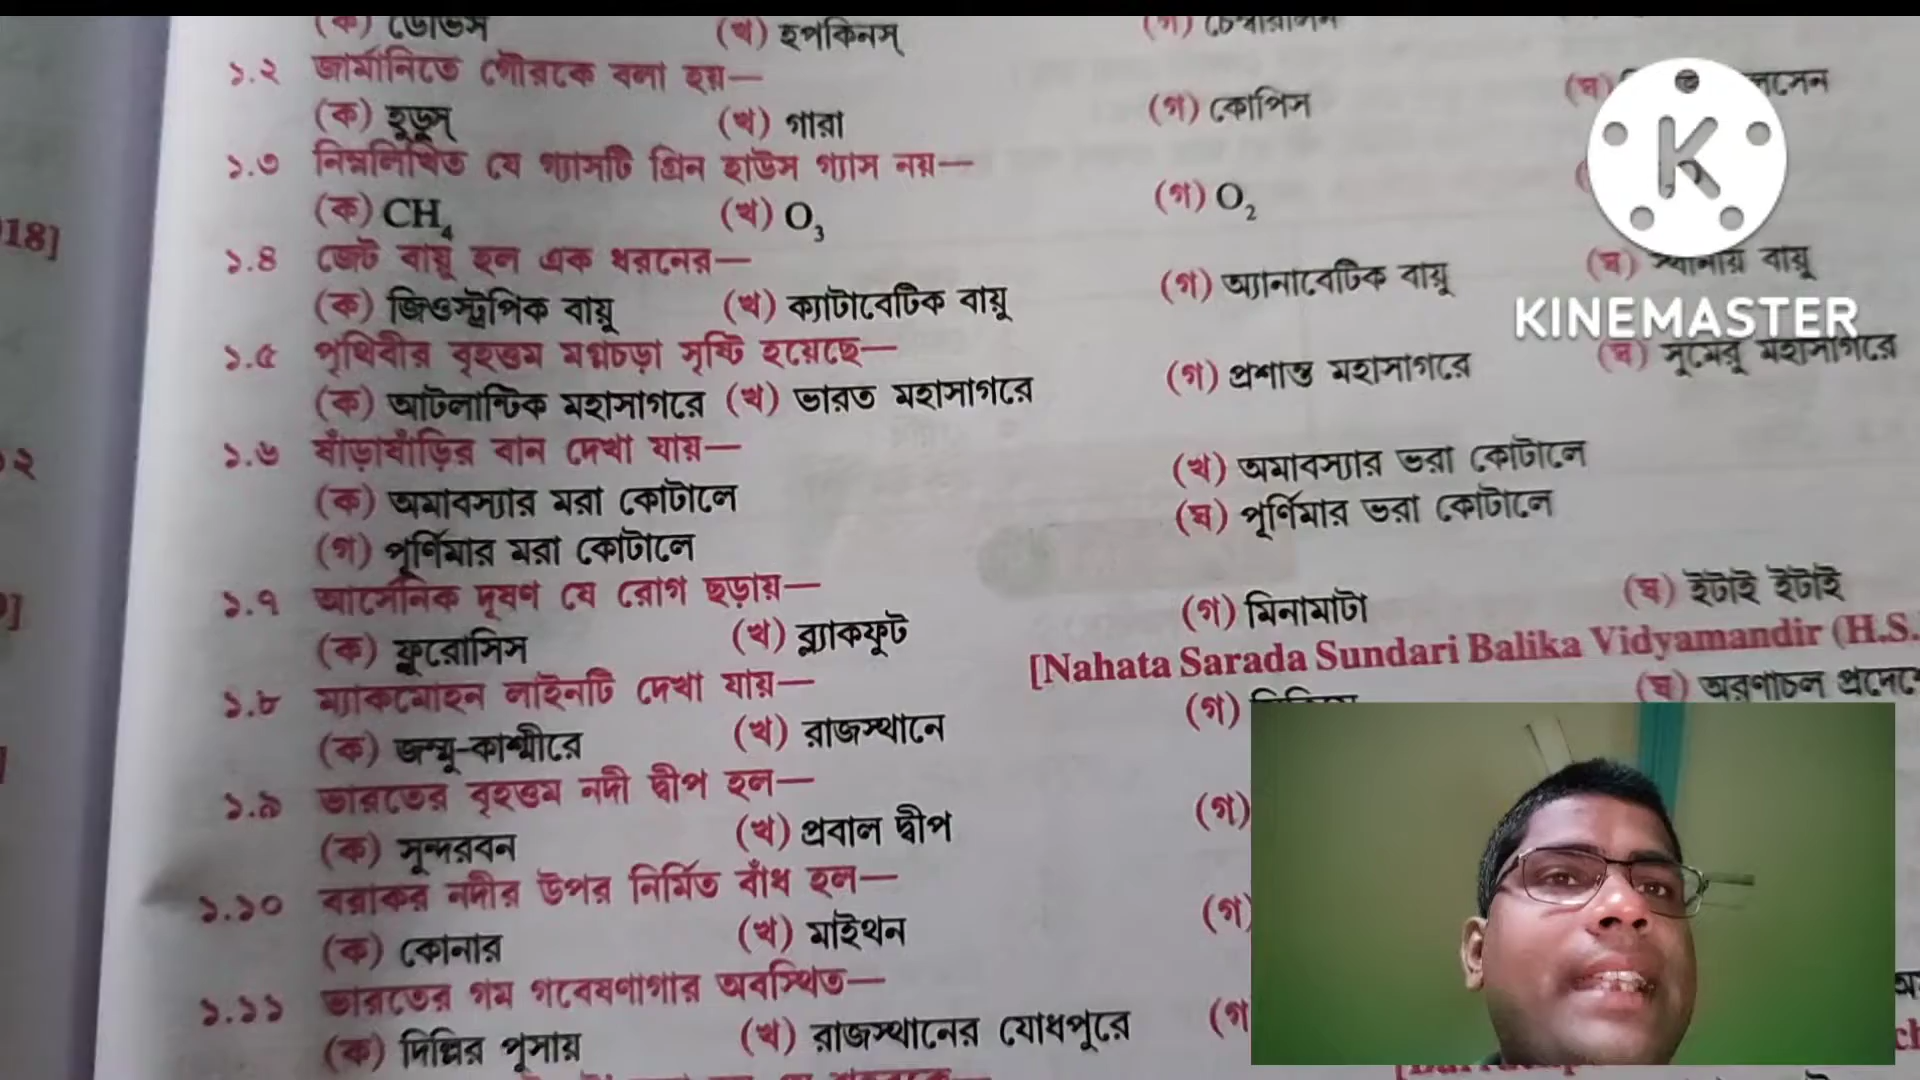 (ক) ডেভিস (খ) হপকিনস্ (গ)
১.২ জার্মানিতে গৌরকে বলা হয়—
(ক) হুডুস্ (খ) গারা (গ) কোপিস (ঘ)
১.৩ নিম্নলিখিত যে গ্যাসটি গ্রিন হাউস গ্যাস নয়—
(ক) CH₄ (খ) O₃ (গ) O₂
১.৪ জেট বায়ু হল এক ধরনের—
(ক) জিওস্ট্রপিক বায়ু (খ) ক্যাটাবেটিক বায়ু (গ) অ্যানাবেটিক বায়ু (ঘ) স্থানীয় বায়ু
১.৫ পৃথিবীর বৃহত্তম মগ্নচড়া সৃষ্টি হয়েছে—
(ক) আটলান্টিক মহাসাগরে (খ) ভারত মহাসাগরে (গ) প্রশান্ত মহাসাগরে (ঘ) সুমেরু মহাসাগরে
১.৬ ষাঁড়াষাঁড়ির বান দেখা যায়—
(ক) অমাবস্যার মরা কোটালে (খ) অমাবস্যার ভরা কোটালে
(গ) পূর্ণিমার মরা কোটালে (ঘ) পূর্ণিমার ভরা কোটালে
১.৭ আর্সেনিক দূষণ যে রোগ ছড়ায়—
(ক) ফ্লুরোসিস (খ) ব্ল্যাকফুট (গ) মিনামাটা (ঘ) ইটাই ইটাই
[Nahata Sarada Sundari Balika Vidyamandir (H.S.
১.৮ ম্যাকমোহন লাইনটি দেখা যায়—
(ক) জম্মু-কাশ্মীরে (খ) রাজস্থানে (গ) (ঘ) অরুণাচল
১.৯ ভারতের বৃহত্তম নদী দ্বীপ হল—
(ক) সুন্দরবন (খ) প্রবাল দ্বীপ (গ)
১.১০ বরাকর নদীর উপর নির্মিত বাঁধ হল—
(ক) কোনার (খ) মাইথন (গ)
১.১১ ভারতের গম গবেষণাগার অবস্থিত—
(ক) দিল্লির পুসায় (খ) রাজস্থানের যোধপুরে (গ
18]
KINEMASTER